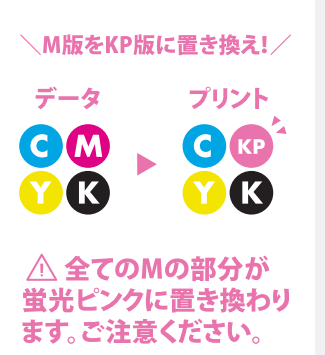 ＼M版をKP版に置き換え!／
データ プリント
C M C KP
Y K Y K
全てのMの部分が
蛍光ピンクに置き換わり
ます。ご注意ください。